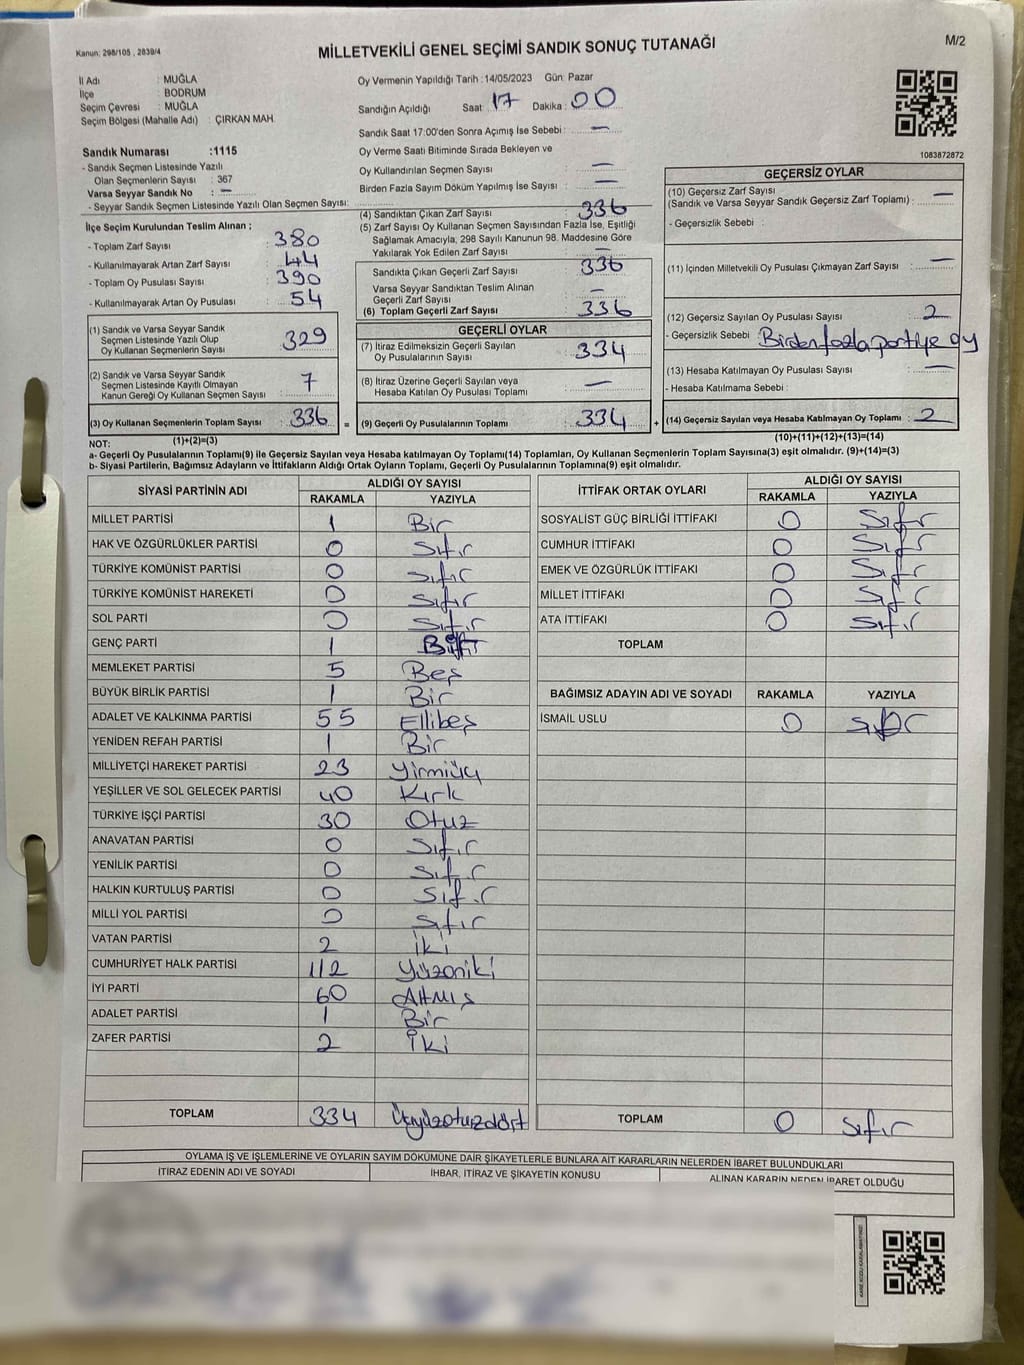 Kanun: 298/105 , 2839/4
MİLLETVEKİLİ GENEL SEÇİMİ SANDIK SONUÇ TUTANAĞI
M/2
İl Adı : MUĞLA
İlçe : BODRUM
Seçim Çevresi : MUĞLA
Seçim Bölgesi (Mahalle Adı) : ÇIRKAN MAH.
Oy Vermenin Yapıldığı Tarih : 14/05/2023 Gün: Pazar
Sandığın Açıldığı Saat : 17 Dakika : 00
Sandık Saat 17:00'den Sonra Açımış İse Sebebi : —
Oy Verme Saati Bitiminde Sırada Bekleyen ve
Oy Kullandırılan Seçmen Sayısı : —
Birden Fazla Sayım Döküm Yapılmış İse Sayısı : —
1083872872
Sandık Numarası :1115
- Sandık Seçmen Listesinde Yazılı
Olan Seçmenlerin Sayısı : 367
Varsa Seyyar Sandık No : —
- Seyyar Sandık Seçmen Listesinde Yazılı Olan Seçmen Sayısı:
İlçe Seçim Kurulundan Teslim Alınan ;
- Toplam Zarf Sayısı : 380
- Kullanılmayarak Artan Zarf Sayısı : 44
- Toplam Oy Pusulası Sayısı : 390
- Kullanılmayarak Artan Oy Pusulası : 54
(1) Sandık ve Varsa Seyyar Sandık
Seçmen Listesinde Yazılı Olup
Oy Kullanan Seçmenlerin Sayısı : 329
(2) Sandık ve Varsa Seyyar Sandık
Seçmen Listesinde Kayıtlı Olmayan
Kanun Gereği Oy Kullanan Seçmen Sayısı : 7
(3) Oy Kullanan Seçmenlerin Toplam Sayısı : 336 =
(4) Sandıktan Çıkan Zarf Sayısı : 336
(5) Zarf Sayısı Oy Kullanan Seçmen Sayısından Fazla İse, Eşitliği
Sağlamak Amacıyla, 298 Sayılı Kanunun 98. Maddesine Göre
Yakılarak Yok Edilen Zarf Sayısı : —
Sandıkta Çıkan Geçerli Zarf Sayısı : 336
Varsa Seyyar Sandıktan Teslim Alınan
Geçerli Zarf Sayısı : —
(6) Toplam Geçerli Zarf Sayısı : 336
GEÇERLİ OYLAR
(7) İtiraz Edilmeksizin Geçerli Sayılan
Oy Pusulalarının Sayısı : 334
(8) İtiraz Üzerine Geçerli Sayılan veya
Hesaba Katılan Oy Pusulası Toplamı : —
(9) Geçerli Oy Pusulalarının Toplamı : 334 +
GEÇERSİZ OYLAR
(10) Geçersiz Zarf Sayısı
(Sandık ve Varsa Seyyar Sandık Geçersiz Zarf Toplamı) : —
- Geçersizlik Sebebi :
(11) İçinden Milletvekili Oy Pusulası Çıkmayan Zarf Sayısı : —
(12) Geçersiz Sayılan Oy Pusulası Sayısı : 2
- Geçersizlik Sebebi : Birden fazla partiye oy
(13) Hesaba Katılmayan Oy Pusulası Sayısı : —
- Hesaba Katılmama Sebebi :
(14) Geçersiz Sayılan veya Hesaba Katılmayan Oy Toplamı : 2
NOT: (1)+(2)=(3) (10)+(11)+(12)+(13)=(14)
a- Geçerli Oy Pusulalarının Toplamı(9) ile Geçersiz Sayılan veya Hesaba katılmayan Oy Toplamı(14) Toplamları, Oy Kullanan Seçmenlerin Toplam Sayısına(3) eşit olmalıdır. (9)+(14)=(3)
b- Siyasi Partilerin, Bağımsız Adayların ve İttifakların Aldığı Ortak Oyların Toplamı, Geçerli Oy Pusulalarının Toplamına(9) eşit olmalıdır.
SİYASİ PARTİNİN ADI ALDIĞI OY SAYISI
RAKAMLA YAZIYLA
MİLLET PARTİSİ 1 Bir
HAK VE ÖZGÜRLÜKLER PARTİSİ 0 Sıfır
TÜRKİYE KOMÜNİST PARTİSİ 0 Sıfır
TÜRKİYE KOMÜNİST HAREKETİ 0 Sıfır
SOL PARTİ 0 Sıfır
GENÇ PARTİ 1 Bir
MEMLEKET PARTİSİ 5 Beş
BÜYÜK BİRLİK PARTİSİ 1 Bir
ADALET VE KALKINMA PARTİSİ 55 Ellibeş
YENİDEN REFAH PARTİSİ 1 Bir
MİLLİYETÇİ HAREKET PARTİSİ 23 Yirmiüç
YEŞİLLER VE SOL GELECEK PARTİSİ 40 Kırk
TÜRKİYE İŞÇİ PARTİSİ 30 Otuz
ANAVATAN PARTİSİ 0 Sıfır
YENİLİK PARTİSİ 0 Sıfır
HALKIN KURTULUŞ PARTİSİ 0 Sıfır
MİLLİ YOL PARTİSİ 0 Sıfır
VATAN PARTİSİ 2 İki
CUMHURİYET HALK PARTİSİ 112 Yüzoniki
İYİ PARTİ 60 Altmış
ADALET PARTİSİ 1 Bir
ZAFER PARTİSİ 2 İki
TOPLAM 334 Üçyüzotuzdört
İTTİFAK ORTAK OYLARI ALDIĞI OY SAYISI
RAKAMLA YAZIYLA
SOSYALİST GÜÇ BİRLİĞİ İTTİFAKI 0 Sıfır
CUMHUR İTTİFAKI 0 Sıfır
EMEK VE ÖZGÜRLÜK İTTİFAKI 0 Sıfır
MİLLET İTTİFAKI 0 Sıfır
ATA İTTİFAKI 0 Sıfır
TOPLAM
BAĞIMSIZ ADAYIN ADI VE SOYADI RAKAMLA YAZIYLA
İSMAİL USLU 0 Sıfır
TOPLAM 0 Sıfır
OYLAMA İŞ VE İŞLEMLERİNE VE OYLARIN SAYIM DÖKÜMÜNE DAİR ŞİKAYETLERLE BUNLARA AİT KARARLARIN NELERDEN İBARET BULUNDUKLARI
İTİRAZ EDENİN ADI VE SOYADI İHBAR, İTİRAZ VE ŞİKAYETİN KONUSU ALINAN KARARIN NEDEN İBARET OLDUĞU